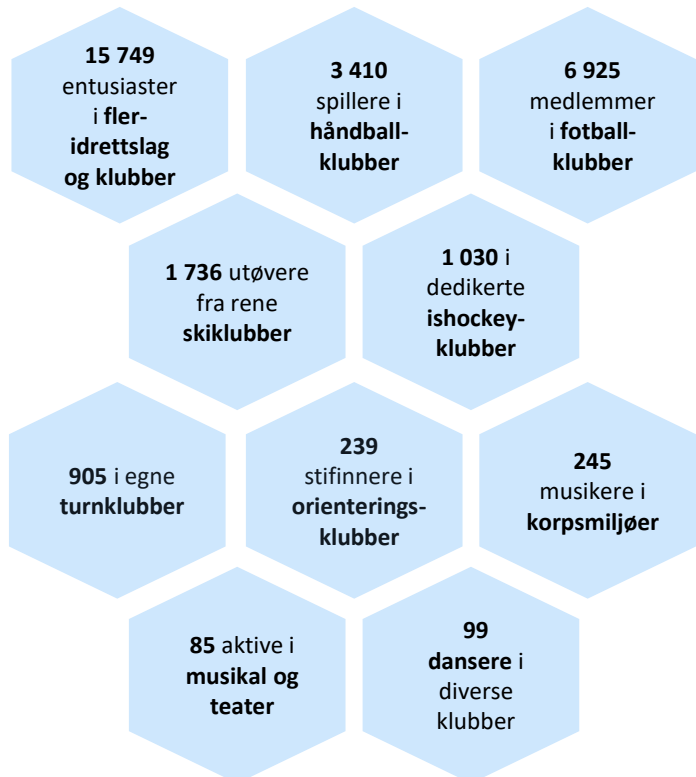 15 749
entusiaster
i fler-
idrettslag
og klubber
3 410
spillere i
håndball-
klubber
6 925
medlemmer
i fotball-
klubber
1 736 utøvere
fra rene
skiklubber
1 030 i
dedikerte
ishockey-
klubber
905 i egne
turnklubber
239
stifinnere i
orienterings-
klubber
245
musikere i
korpsmiljøer
85 aktive i
musikal og
teater
99
dansere i
diverse
klubber